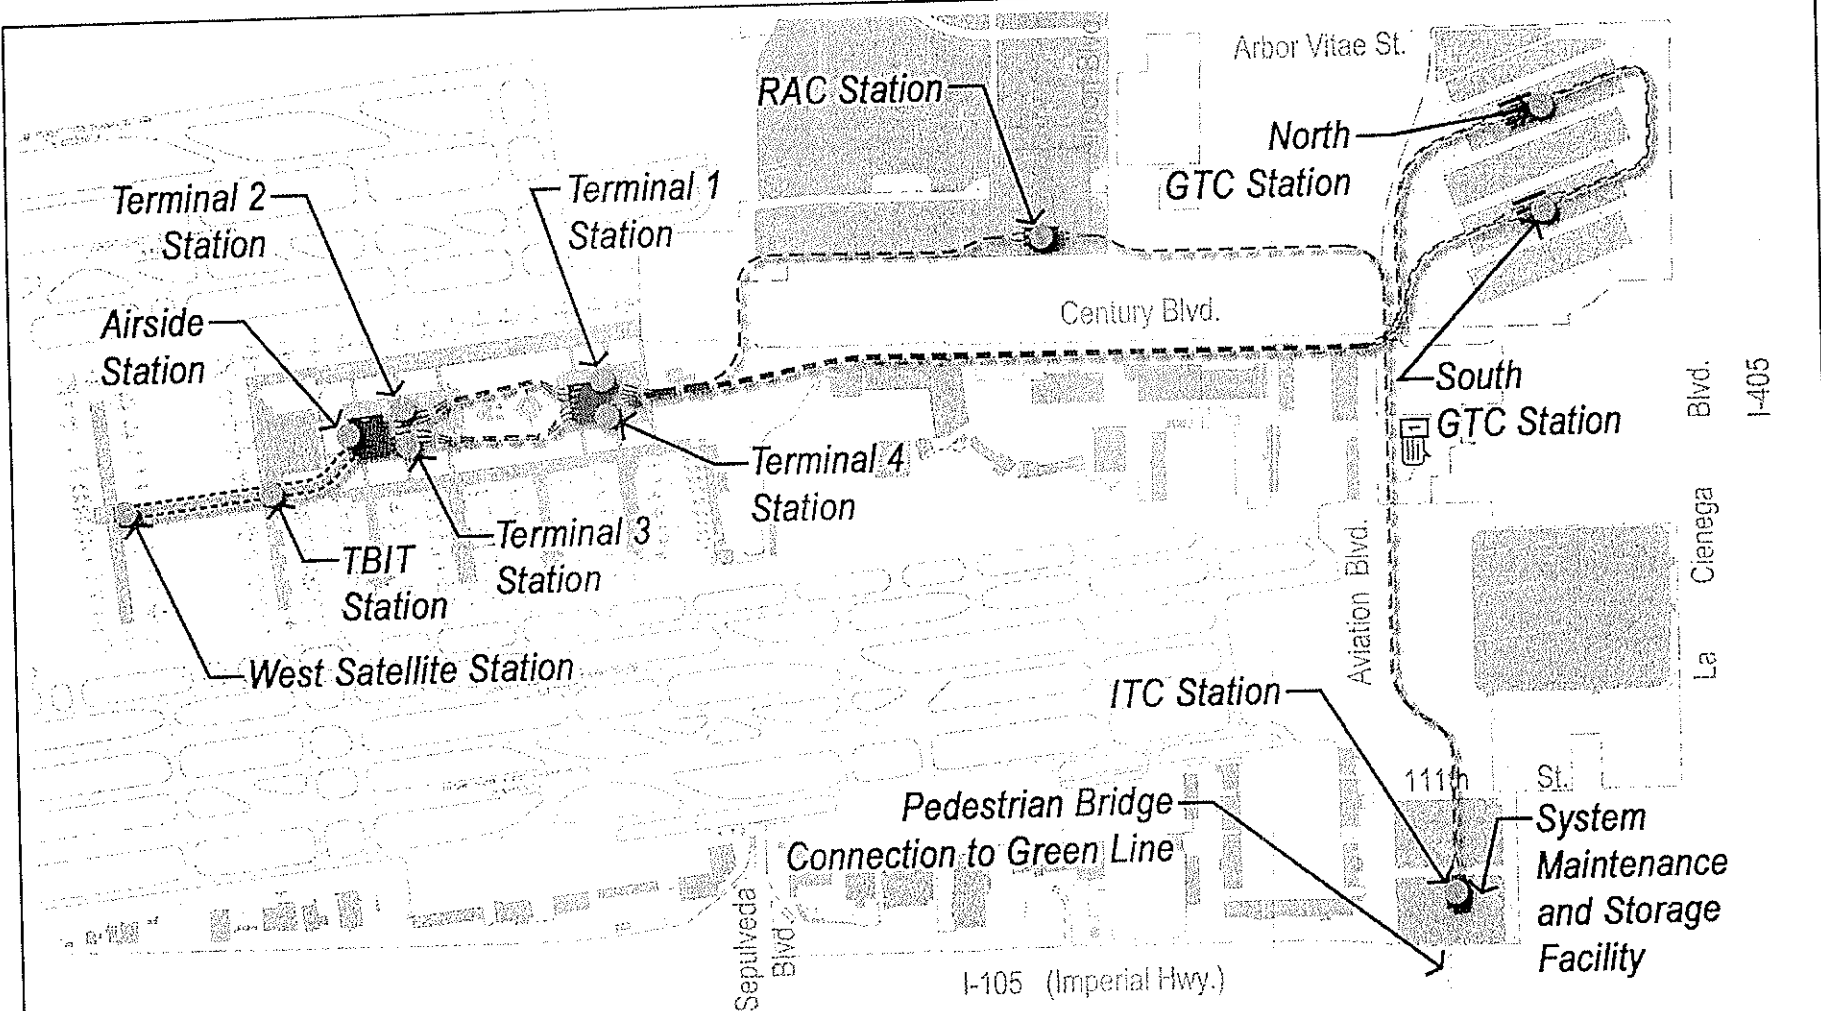 Arbor Vitae St.
RAC Station
North
GTC Station
Terminal 2
Station
Terminal 1
Station
Airside
Station
Century Blvd.
South
GTC Station
Blvd.
I-405
Terminal 4
Station
Terminal 3
Station
TBIT
Station
Cienega
Aviation Blvd.
West Satellite Station
La
ITC Station
111th St.
Pedestrian Bridge
Connection to Green Line
System
Maintenance
and Storage
Facility
Sepulveda
Blvd.
I-105 (Imperial Hwy.)